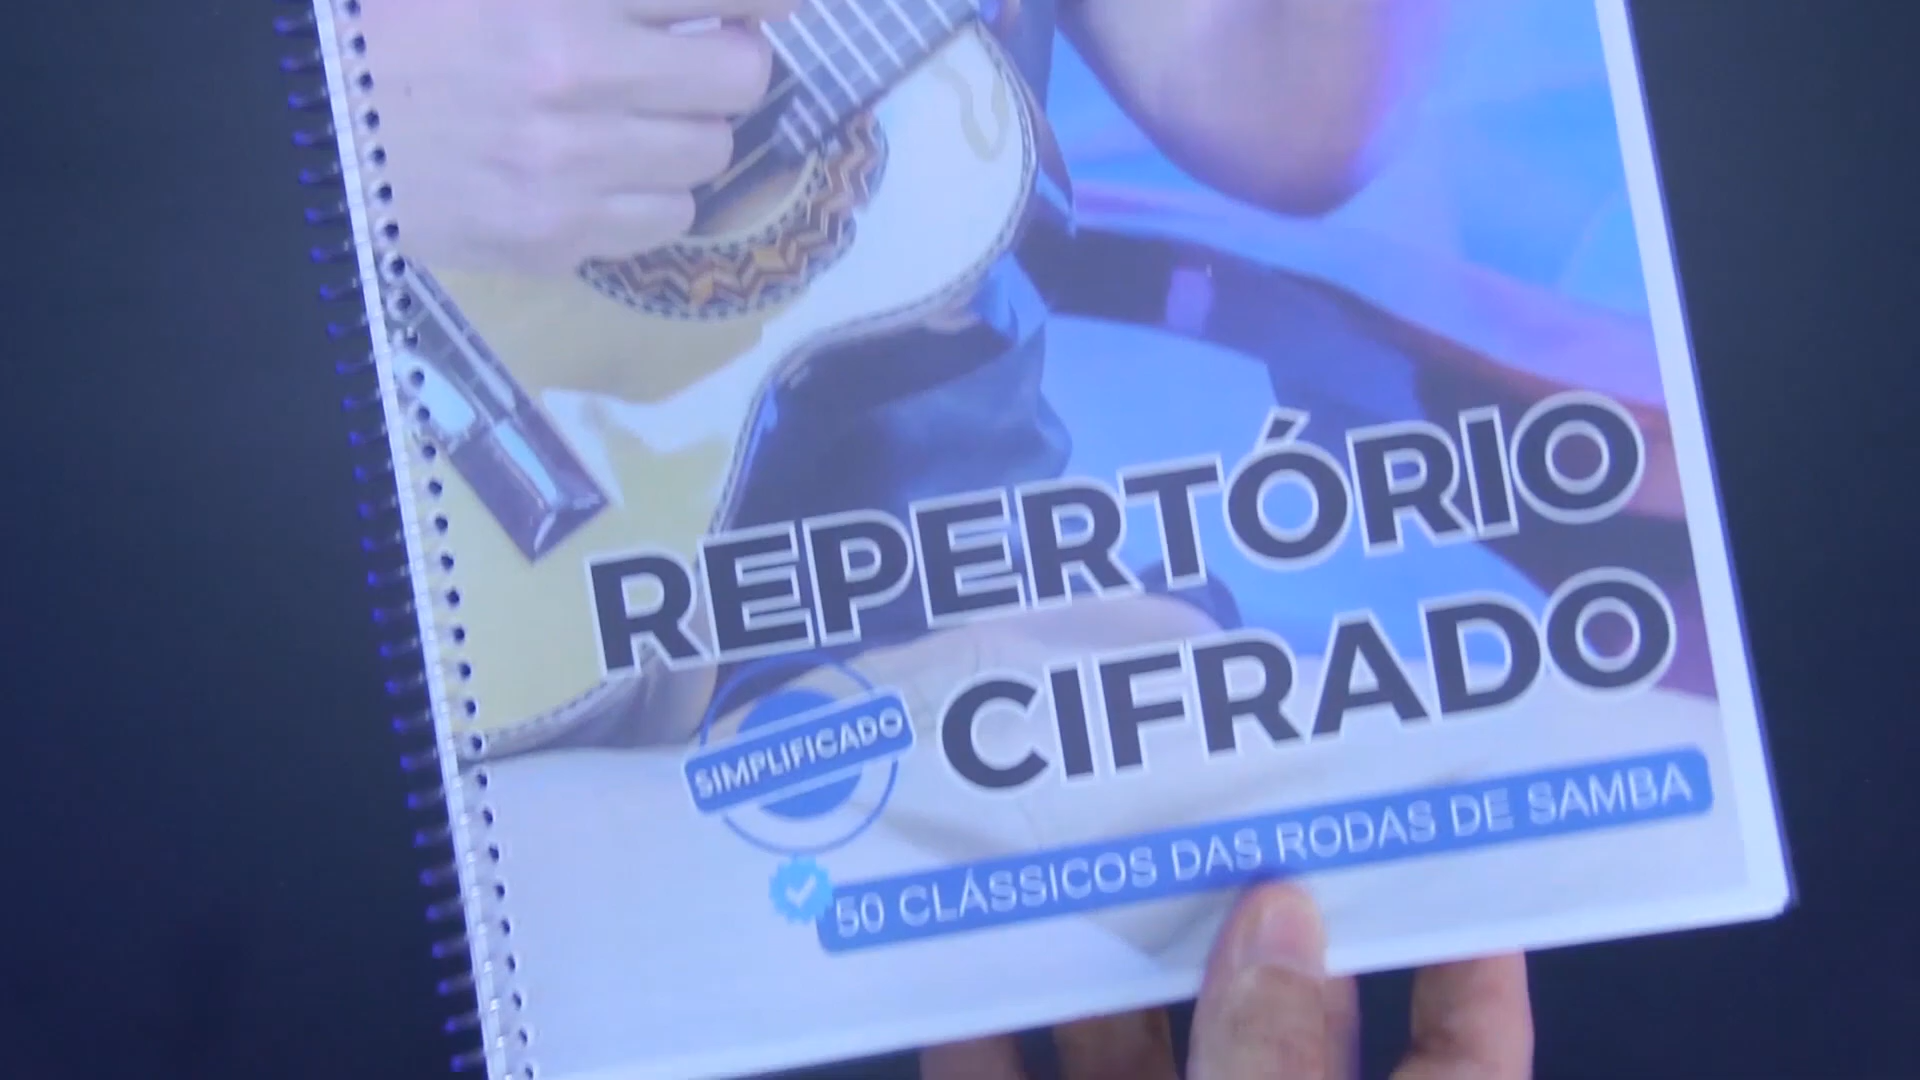 REPERTÓRIO
CIFRADO
SIMPLIFICADO
50 CLÁSSICOS DAS RODAS DE SAMBA